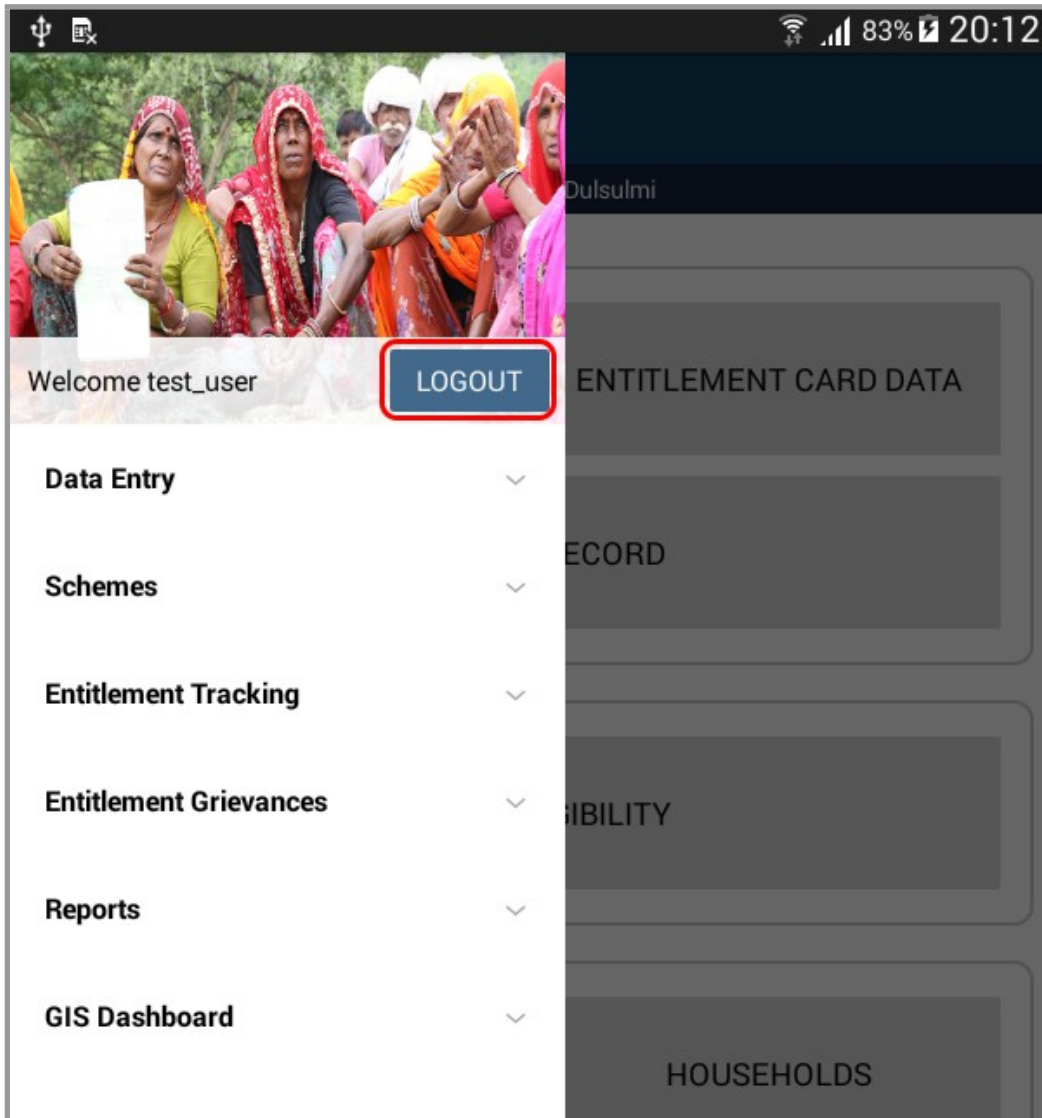 83% 20:12
Dulsulmi
Welcome test_user
LOGOUT
ENTITLEMENT CARD DATA
Data Entry
ECORD
Schemes
Entitlement Tracking
Entitlement Grievances
GIBILITY
Reports
GIS Dashboard
HOUSEHOLDS